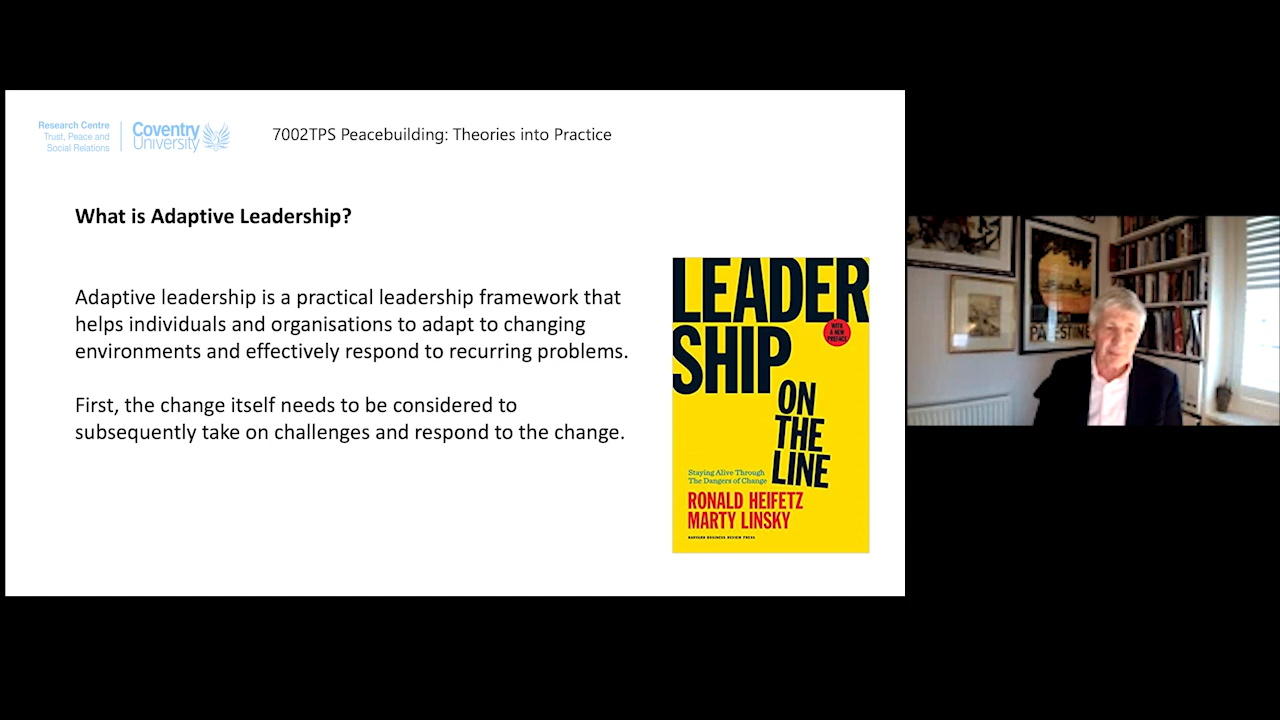 Research Centre
Trust, Peace and
Social Relations
Coventry
University
7002TPS Peacebuilding: Theories into Practice
What is Adaptive Leadership?
Adaptive leadership is a practical leadership framework that
helps individuals and organisations to adapt to changing
environments and effectively respond to recurring problems.
First, the change itself needs to be considered to
subsequently take on challenges and respond to the change.
LEADER
SHIP
WITH
A NEW
PREFACE
ON
THE
LINE
Staying Alive Through
The Dangers of Change
RONALD HEIFETZ
MARTY LINSKY
HARVARD BUSINESS REVIEW PRESS
PALESTINE